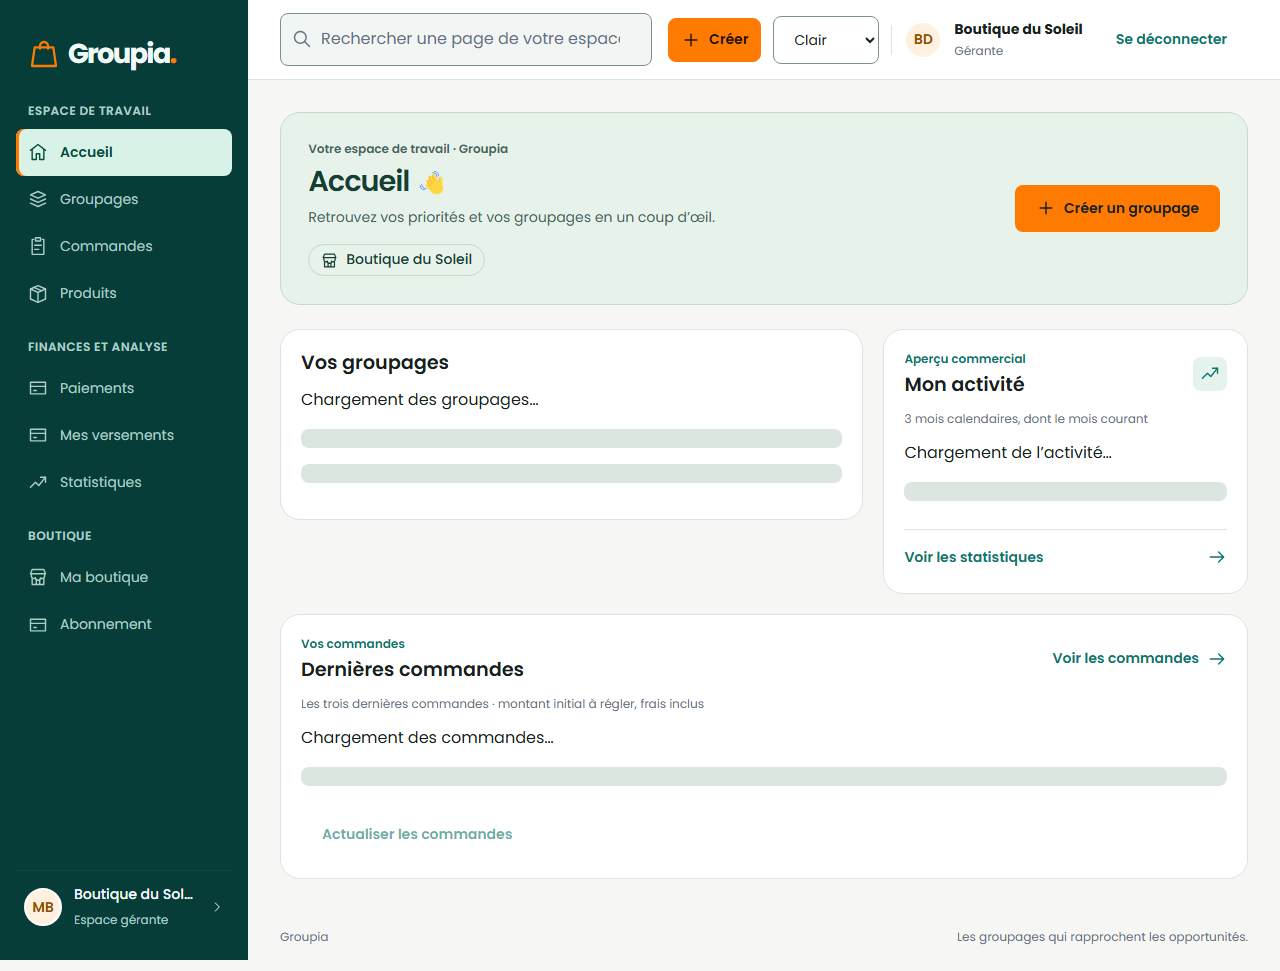 Groupia.
ESPACE DE TRAVAIL
Accueil
Groupages
Commandes
Produits
FINANCES ET ANALYSE
Paiements
Mes versements
Statistiques
BOUTIQUE
Ma boutique
Abonnement
MB
Boutique du Sol...
Espace gérante
Rechercher une page de votre espac
Créer
Clair
BD
Boutique du Soleil
Gérante
Se déconnecter
Votre espace de travail · Groupia
Accueil 👋
Retrouvez vos priorités et vos groupages en un coup d’œil.
Boutique du Soleil
Créer un groupage
Vos groupages
Chargement des groupages…
Aperçu commercial
Mon activité
3 mois calendaires, dont le mois courant
Chargement de l’activité…
Voir les statistiques
Vos commandes
Dernières commandes
Voir les commandes
Les trois dernières commandes · montant initial à régler, frais inclus
Chargement des commandes…
Actualiser les commandes
Groupia
Les groupages qui rapprochent les opportunités.